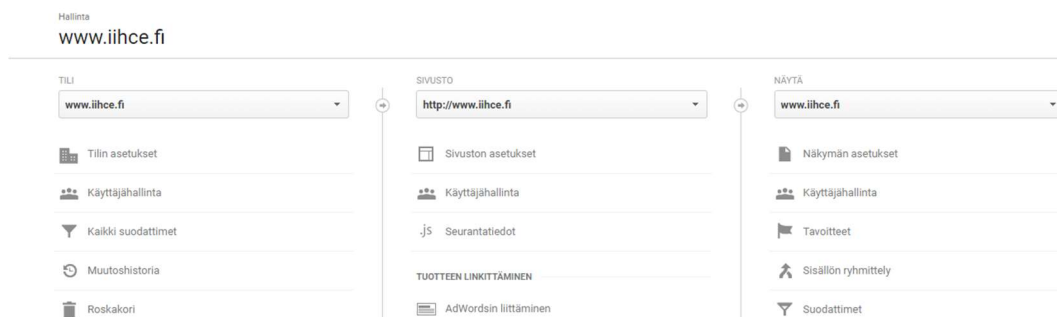 Hallinta
www.iihce.fi
TILI
www.iihce.fi
Tilin asetukset
Käyttäjähallinta
Kaikki suodattimet
Muutoshistoria
Roskakori
SIVUSTO
http://www.iihce.fi
Sivuston asetukset
Käyttäjähallinta
.js Seurantatiedot
TUOTTEEN LINKITTÄMINEN
AdWordsin liittäminen
NÄYTÄ
www.iihce.fi
Näkymän asetukset
Käyttäjähallinta
Tavoitteet
Sisällön ryhmittely
Suodattimet